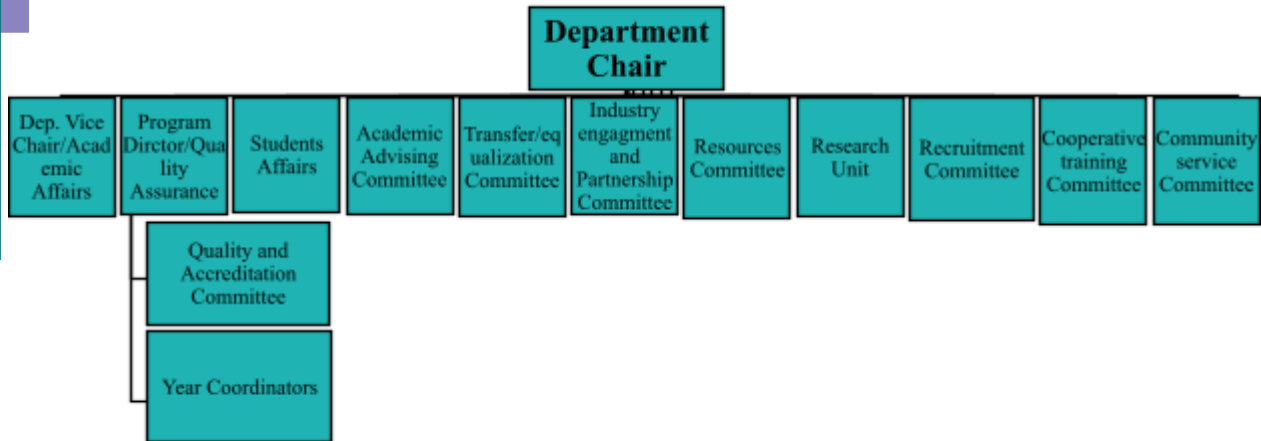 Department
Chair
Dep. Vice
Chair/Acad
emic
Affairs
Program
Dirctor/Qua
lity
Assurance
Students
Affairs
Academic
Advising
Committee
Transfer/eq
ualization
Committee
Industry
engagment
and
Partnership
Committee
Resources
Committee
Research
Unit
Recruitment
Committee
Cooperative
training
Committee
Community
service
Committee
Quality and
Accreditation
Committee
Year Coordinators